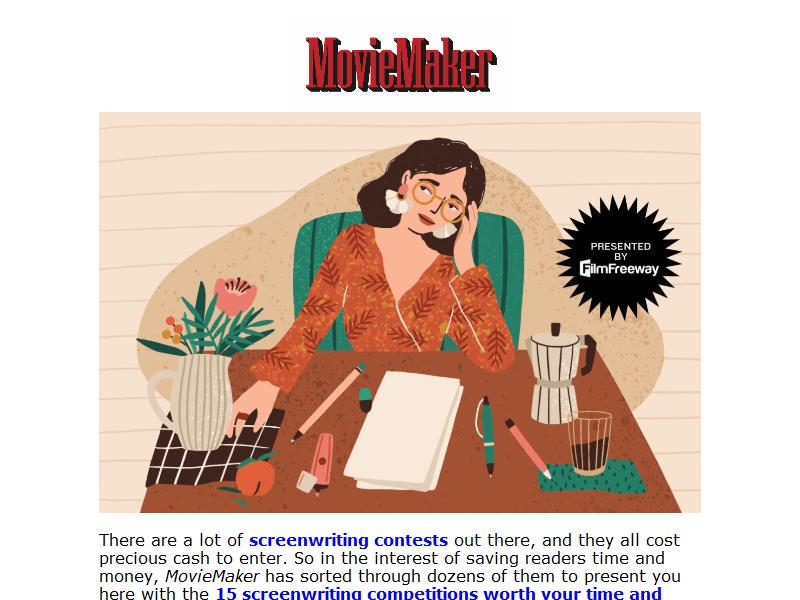 MovieMaker
PRESENTED
BY
FilmFreeway
There are a lot of screenwriting contests out there, and they all cost
precious cash to enter. So in the interest of saving readers time and
money, MovieMaker has sorted through dozens of them to present you
here with the 15 screenwriting competitions worth your time and